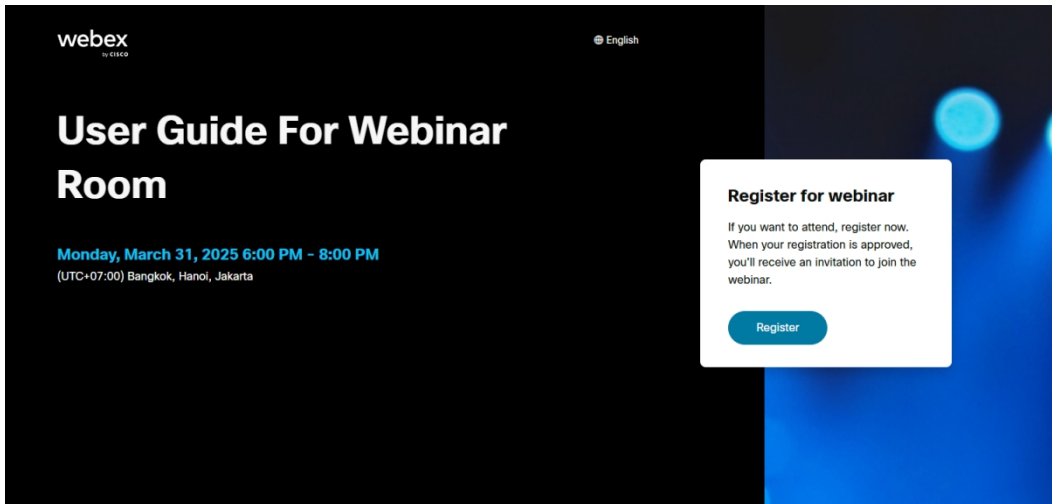 webex
by CISCO
English
User Guide For Webinar
Room
Monday, March 31, 2025 6:00 PM - 8:00 PM
(UTC+07:00) Bangkok, Hanoi, Jakarta
Register for webinar
If you want to attend, register now.
When your registration is approved,
you'll receive an invitation to join the
webinar.
Register